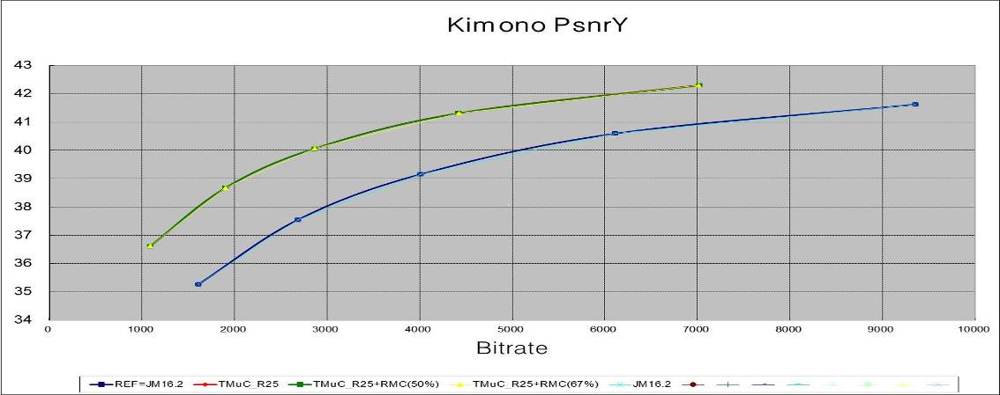 Kimono PsnrY
43
42
41
40
39
38
37
36
35
34
0 1000 2000 3000 4000 5000 6000 7000 8000 9000 10000
Bitrate
REF=JM16.2 TMuC_R25 TMuC_R25+RMC(50%) TMuC_R25+RMC(67%) JM16.2